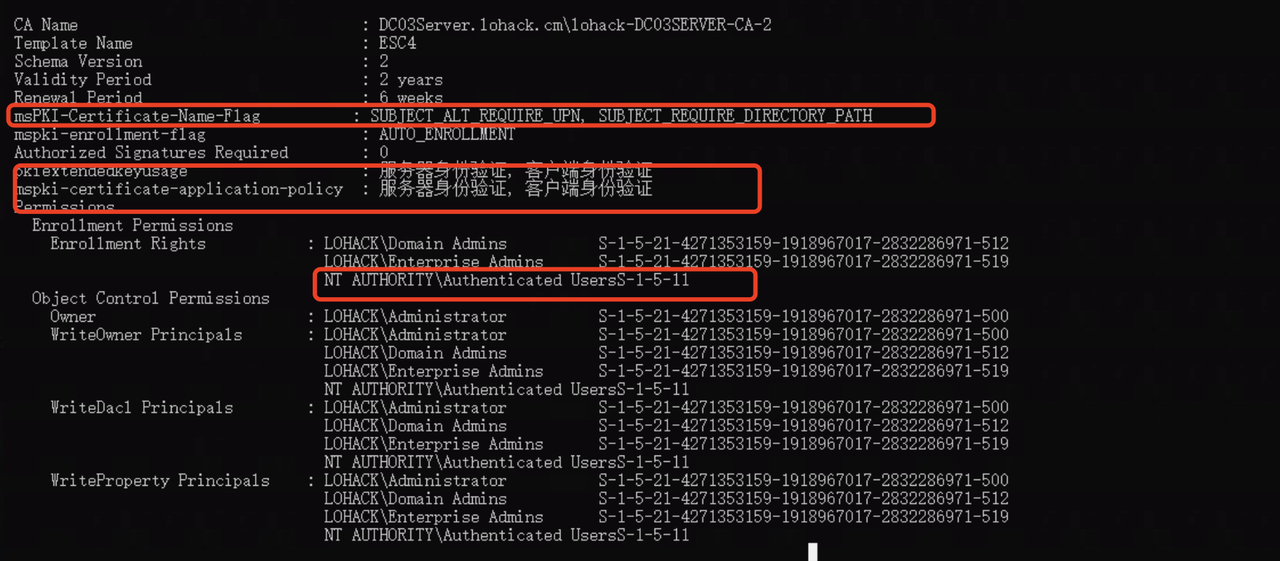 CA Name : DC03Server.lohack.cm\lohack-DC03SERVER-CA-2
Template Name : ESC4
Schema Version : 2
Validity Period : 2 years
Renewal Period : 6 weeks
msPKI-Certificate-Name-Flag : SUBJECT_ALT_REQUIRE_UPN, SUBJECT_REQUIRE_DIRECTORY_PATH
mspki-enrollment-flag : AUTO_ENROLLMENT
Authorized Signatures Required : 0
pkiextendedkeyusage : 服务器身份验证, 客户端身份验证
mspki-certificate-application-policy : 服务器身份验证, 客户端身份验证
Permissions
Enrollment Permissions
Enrollment Rights : LOHACK\Domain Admins S-1-5-21-4271353159-1918967017-2832286971-512
LOHACK\Enterprise Admins S-1-5-21-4271353159-1918967017-2832286971-519
NT AUTHORITY\Authenticated UsersS-1-5-11
Object Control Permissions
Owner : LOHACK\Administrator S-1-5-21-4271353159-1918967017-2832286971-500
WriteOwner Principals : LOHACK\Administrator S-1-5-21-4271353159-1918967017-2832286971-500
LOHACK\Domain Admins S-1-5-21-4271353159-1918967017-2832286971-512
LOHACK\Enterprise Admins S-1-5-21-4271353159-1918967017-2832286971-519
NT AUTHORITY\Authenticated UsersS-1-5-11
WriteDacl Principals : LOHACK\Administrator S-1-5-21-4271353159-1918967017-2832286971-500
LOHACK\Domain Admins S-1-5-21-4271353159-1918967017-2832286971-512
LOHACK\Enterprise Admins S-1-5-21-4271353159-1918967017-2832286971-519
NT AUTHORITY\Authenticated UsersS-1-5-11
WriteProperty Principals : LOHACK\Administrator S-1-5-21-4271353159-1918967017-2832286971-500
LOHACK\Domain Admins S-1-5-21-4271353159-1918967017-2832286971-512
LOHACK\Enterprise Admins S-1-5-21-4271353159-1918967017-2832286971-519
NT AUTHORITY\Authenticated UsersS-1-5-11